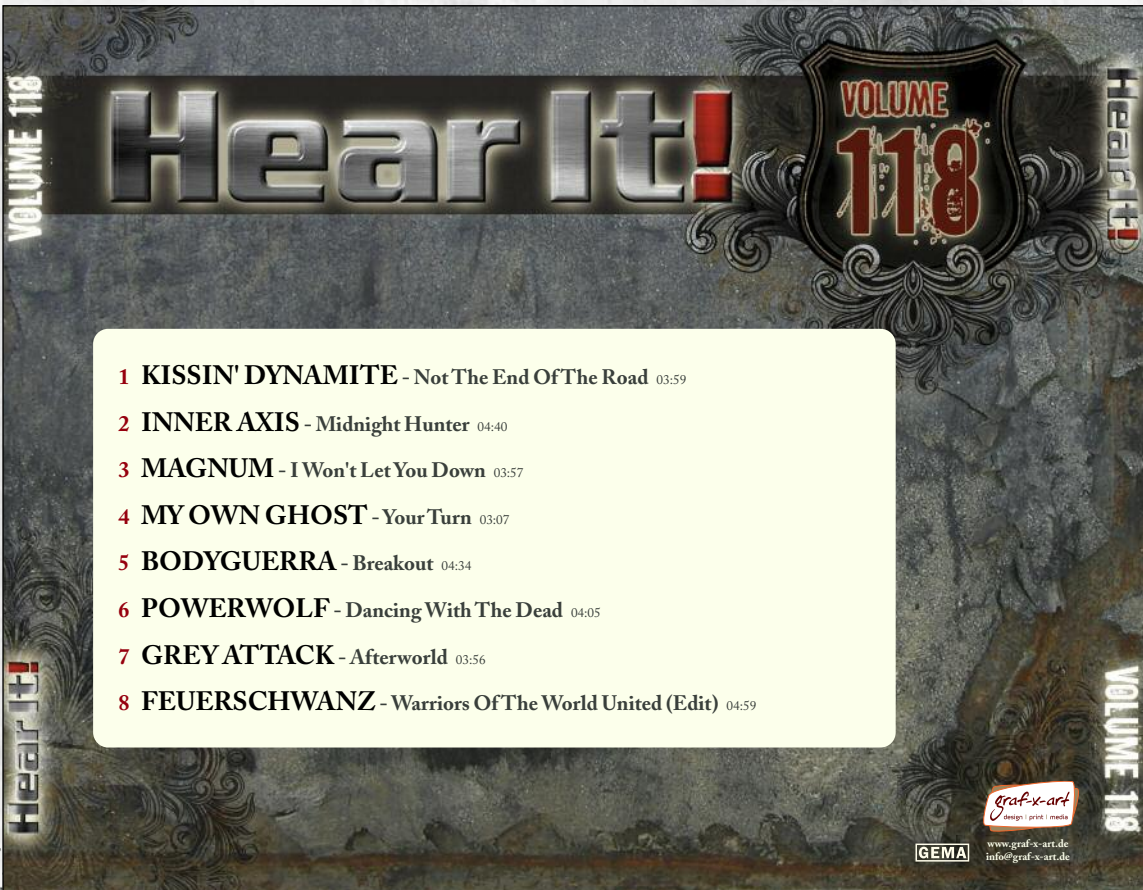 VOLUME 118
Hear It!
VOLUME
118
Hear It!
1 KISSIN' DYNAMITE - Not The End Of The Road 03:59
2 INNER AXIS - Midnight Hunter 04:40
3 MAGNUM - I Won't Let You Down 03:57
4 MY OWN GHOST - Your Turn 03:07
5 BODYGUERRA - Breakout 04:34
6 POWERWOLF - Dancing With The Dead 04:05
7 GREY ATTACK - Afterworld 03:56
8 FEUERSCHWANZ - Warriors Of The World United (Edit) 04:59
Hear It!
VOLUME 118
graf-x-art
design | print | media
GEMA
www.graf-x-art.de
info@graf-x-art.de